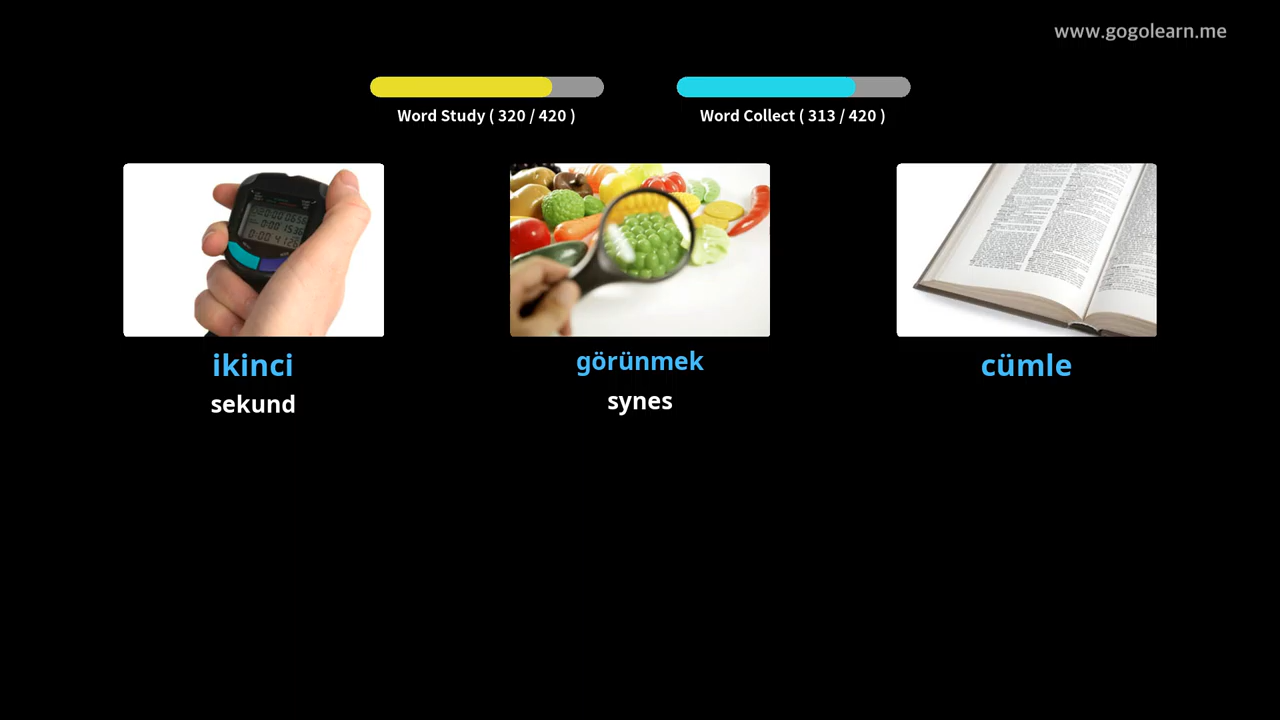 www.gogolearn.me
Word Study ( 320 / 420 )
Word Collect ( 313 / 420 )
ikinci
görünmek
cümle
sekund
synes